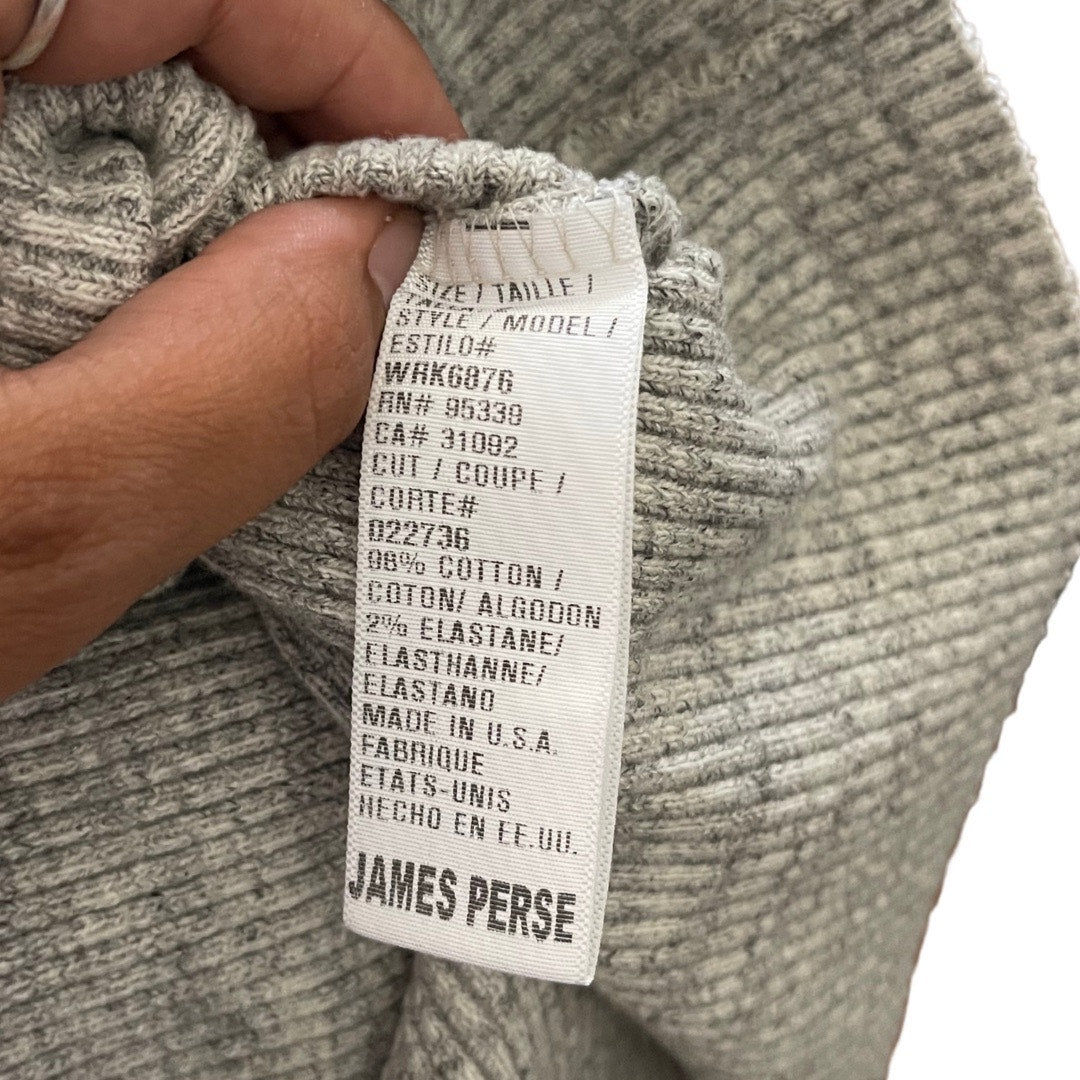 SIZE / TAILLE /
TALLA
STYLE / MODEL /
ESTILO#
WRK6876
RN# 95339
CA# 31092
CUT / COUPE /
CORTE#
022736
98% COTTON /
COTON/ ALGODON
2% ELASTANE/
ELASTHANNE/
ELASTANO
MADE IN U.S.A.
FABRIQUE
ETATS-UNIS
HECHO EN EE.UU.
JAMES PERSE